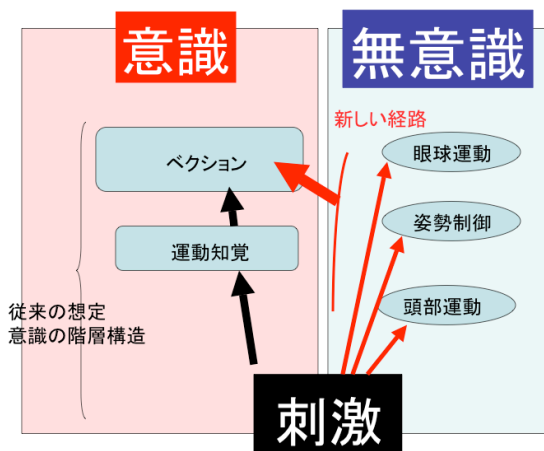 意識
無意識
新しい経路
ベクション
眼球運動
運動知覚
姿勢制御
従来の想定
意識の階層構造
頭部運動
刺激